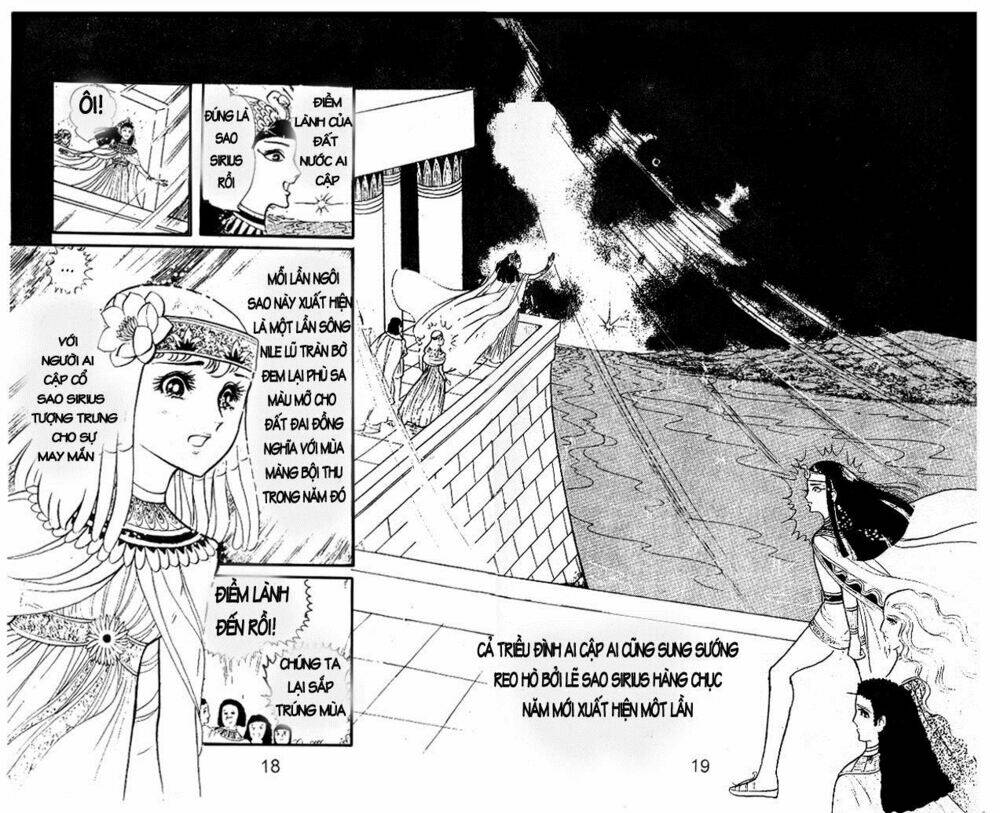 ÔI!
ĐÚNG LÀ
SAO
SIRIUS
RỒI
ĐIỀM
LÀNH CỦA
ĐẤT
NƯỚC AI
CẬP
...
VỚI
NGƯỜI AI
CẬP CỔ
SAO SIRIUS
TƯỢNG TRƯNG
CHO SỰ
MAY MẮN
MỖI LẦN NGÔI
SAO NÀY XUẤT HIỆN
LÀ MỘT LẦN SÔNG
NILE LŨ TRÀN BỜ
ĐEM LẠI PHÙ SA
MÀU MỠ CHO
ĐẤT ĐAI ĐỒNG
NGHĨA VỚI MÙA
MÀNG BỘI THU
TRONG NĂM ĐÓ
ĐIỀM LÀNH
ĐẾN RỒI!
CHÚNG TA
LẠI SẮP
TRÚNG MÙA
18
CẢ TRIỀU ĐÌNH AI CẬP AI CŨNG SUNG SƯỚNG
REO HÒ BỞI LẼ SAO SIRIUS HÀNG CHỤC
NĂM MỚI XUẤT HIỆN MÔT LẦN
19